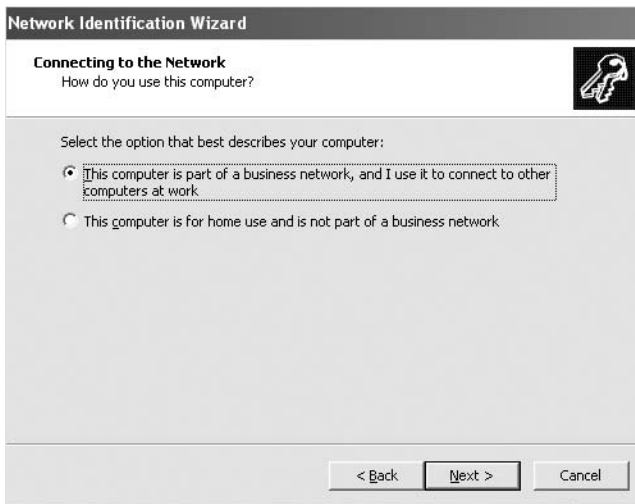 Network Identification Wizard
Connecting to the Network
How do you use this computer?
Select the option that best describes your computer:
This computer is part of a business network, and I use it to connect to other
computers at work
This computer is for home use and is not part of a business network
< Back Next > Cancel